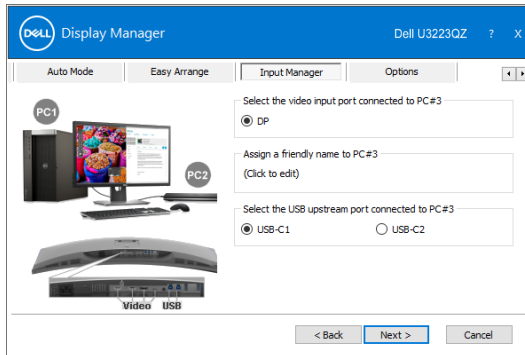 DELL Display Manager
Dell U3223QZ ? X
Auto Mode Easy Arrange Input Manager Options
Select the video input port connected to PC#3
DP
Assign a friendly name to PC#3
(Click to edit)
Select the USB upstream port connected to PC#3
USB-C1 USB-C2
PC1
PC2
Video USB
< Back Next > Cancel